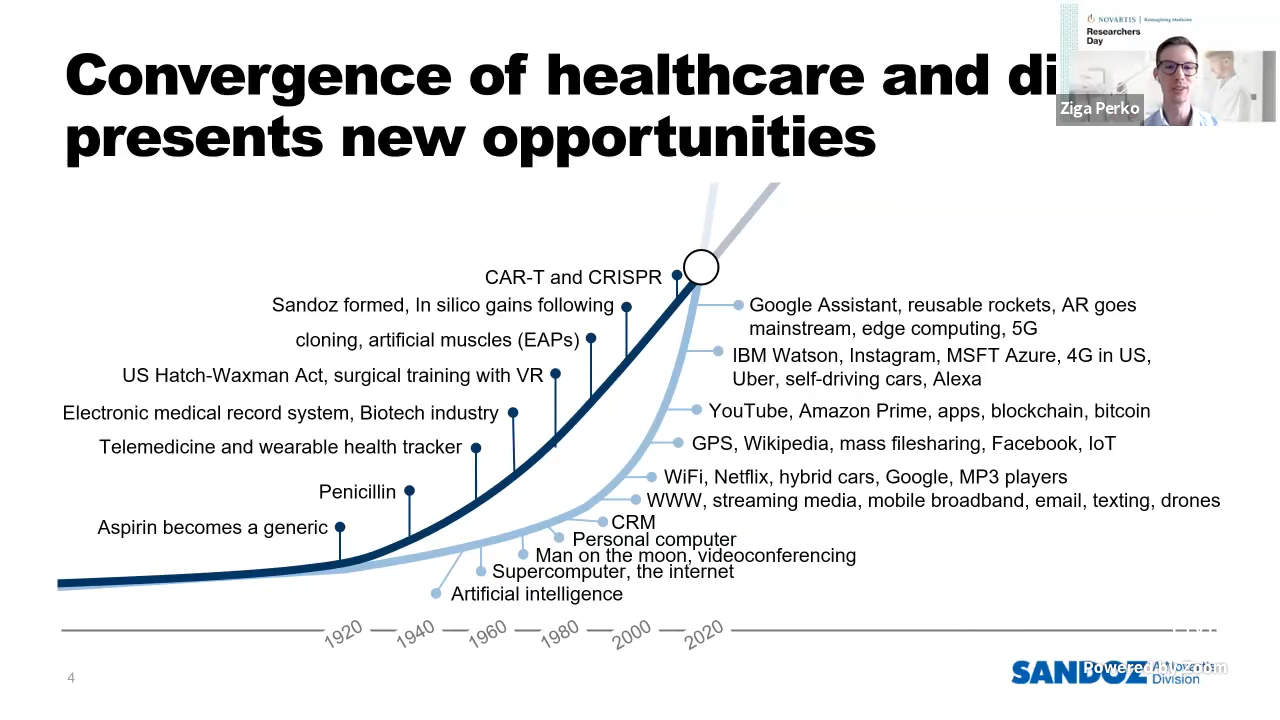 Convergence of healthcare and di
presents new opportunities
NOVARTIS | Reimagining Medicine
Researchers
Day
Ziga Perko
CAR-T and CRISPR
Sandoz formed, In silico gains following
cloning, artificial muscles (EAPs)
US Hatch-Waxman Act, surgical training with VR
Electronic medical record system, Biotech industry
Telemedicine and wearable health tracker
Penicillin
Aspirin becomes a generic
Google Assistant, reusable rockets, AR goes
mainstream, edge computing, 5G
IBM Watson, Instagram, MSFT Azure, 4G in US,
Uber, self-driving cars, Alexa
YouTube, Amazon Prime, apps, blockchain, bitcoin
GPS, Wikipedia, mass filesharing, Facebook, IoT
WiFi, Netflix, hybrid cars, Google, MP3 players
WWW, streaming media, mobile broadband, email, texting, drones
CRM
Personal computer
Man on the moon, videoconferencing
Supercomputer, the internet
Artificial intelligence
1920 1940 1960 1980 2000 2020
4
SANDOZ A Novartis
Division
Powered by Zoom